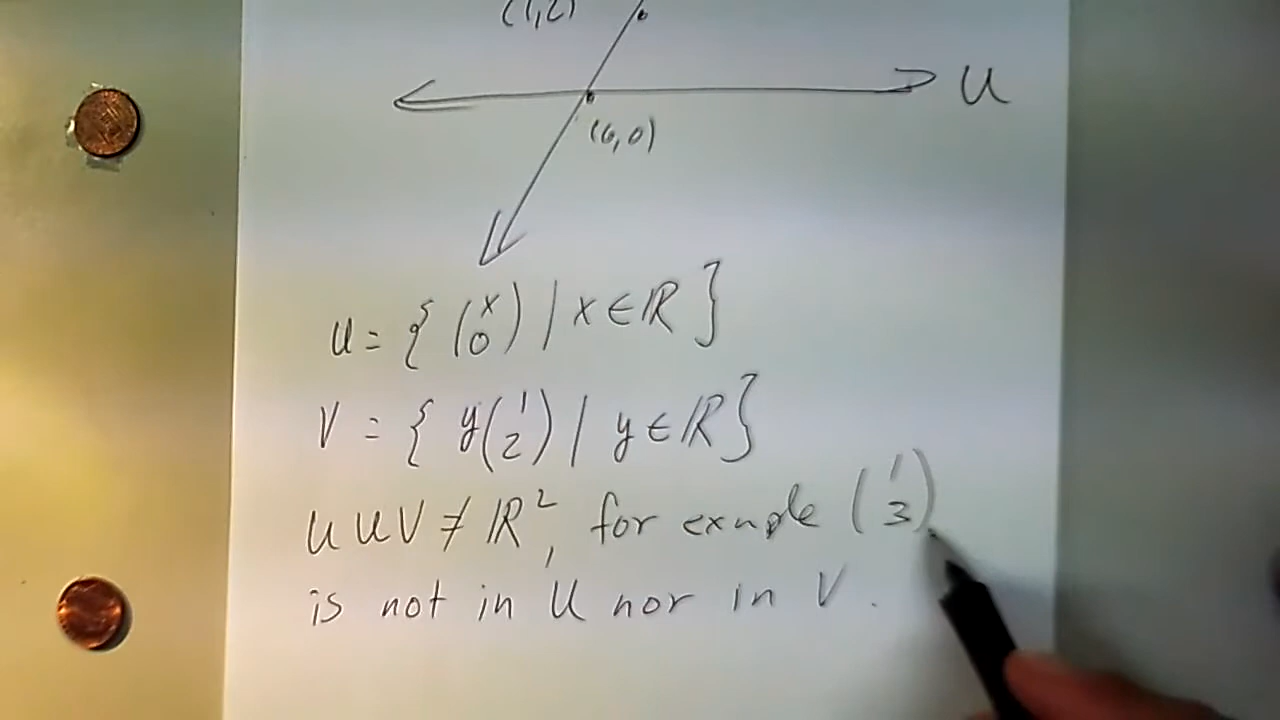 (1,2)
U
(0,0)
U = { (x 0) | x ∈ ℝ }
V = { y(1 2) | y ∈ ℝ }
U ∪ V ≠ ℝ², for exmple (1 3)
is not in U nor in V.